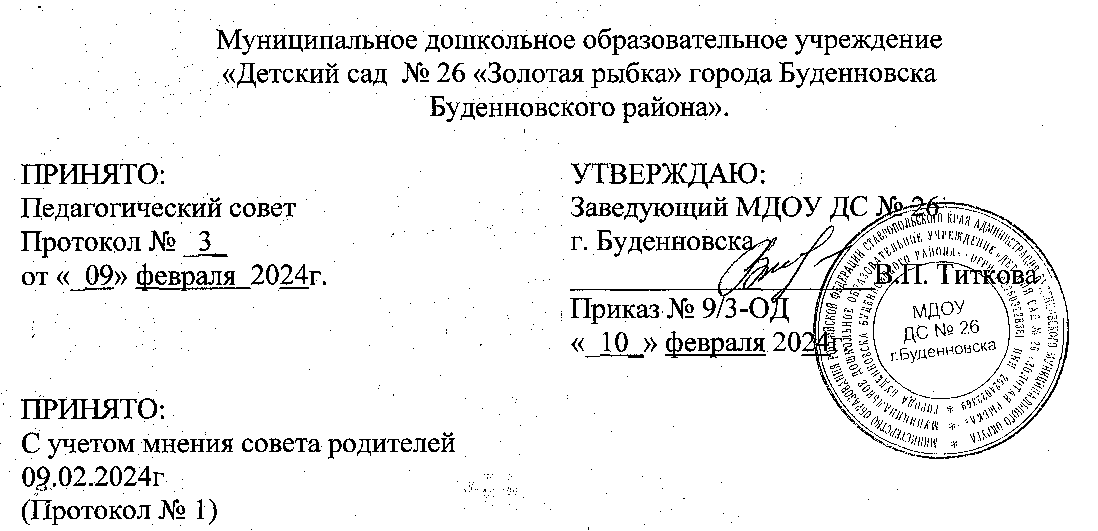 Муниципальное дошкольное образовательное учреждение
«Детский сад № 26 «Золотая рыбка» города Буденновска
Буденновского района».
ПРИНЯТО:
Педагогический совет
Протокол № 3
от « 09» февраля 2024г.
УТВЕРЖДАЮ:
Заведующий МДОУ ДС № 26
г. Буденновска
В.П. Титкова
Приказ № 9/3-ОД
« 10 » февраля 2024г
МДОУ
ДС № 26
г.Буденновска
ПРИНЯТО:
С учетом мнения совета родителей
09.02.2024г
(Протокол № 1)